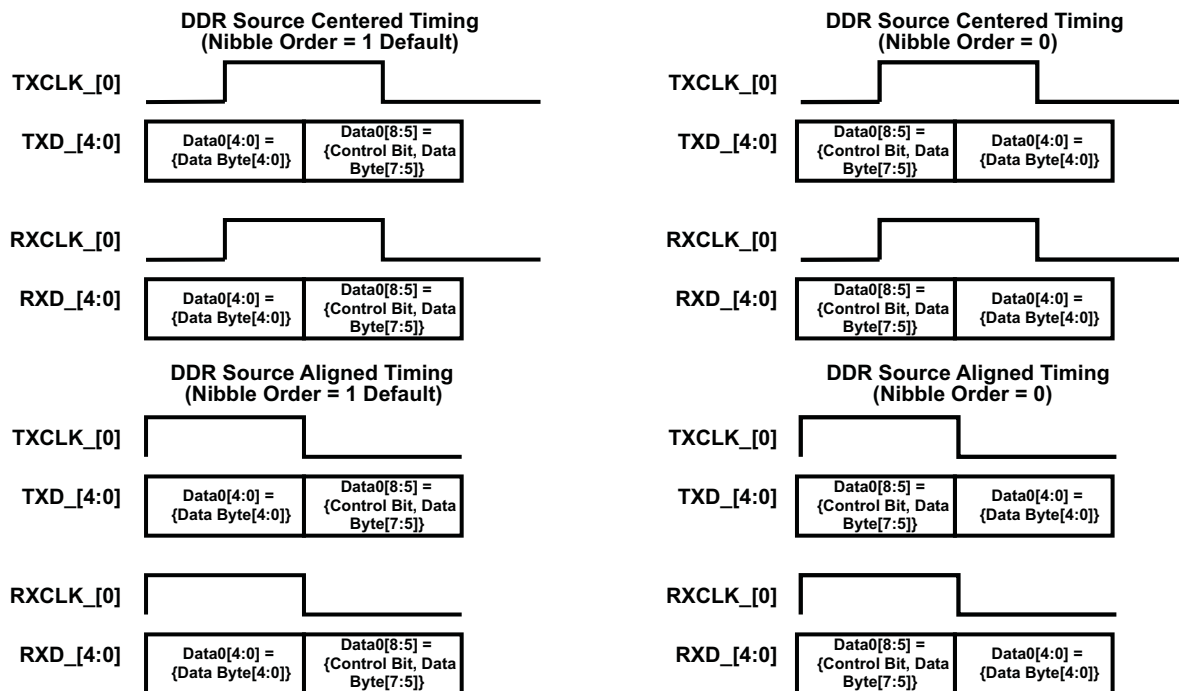 DDR Source Centered Timing
(Nibble Order = 1 Default)
TXCLK_[0]
TXD_[4:0]
Data0[4:0] =
{Data Byte[4:0]}
Data0[8:5] =
{Control Bit, Data
Byte[7:5]}
RXCLK_[0]
RXD_[4:0]
Data0[4:0] =
{Data Byte[4:0]}
Data0[8:5] =
{Control Bit, Data
Byte[7:5]}
DDR Source Centered Timing
(Nibble Order = 0)
TXCLK_[0]
TXD_[4:0]
Data0[8:5] =
{Control Bit, Data
Byte[7:5]}
Data0[4:0] =
{Data Byte[4:0]}
RXCLK_[0]
RXD_[4:0]
Data0[8:5] =
{Control Bit, Data
Byte[7:5]}
Data0[4:0] =
{Data Byte[4:0]}
DDR Source Aligned Timing
(Nibble Order = 1 Default)
TXCLK_[0]
TXD_[4:0]
Data0[4:0] =
{Data Byte[4:0]}
Data0[8:5] =
{Control Bit, Data
Byte[7:5]}
RXCLK_[0]
RXD_[4:0]
Data0[4:0] =
{Data Byte[4:0]}
Data0[8:5] =
{Control Bit, Data
Byte[7:5]}
DDR Source Aligned Timing
(Nibble Order = 0)
TXCLK_[0]
TXD_[4:0]
Data0[8:5] =
{Control Bit, Data
Byte[7:5]}
Data0[4:0] =
{Data Byte[4:0]}
RXCLK_[0]
RXD_[4:0]
Data0[8:5] =
{Control Bit, Data
Byte[7:5]}
Data0[4:0] =
{Data Byte[4:0]}